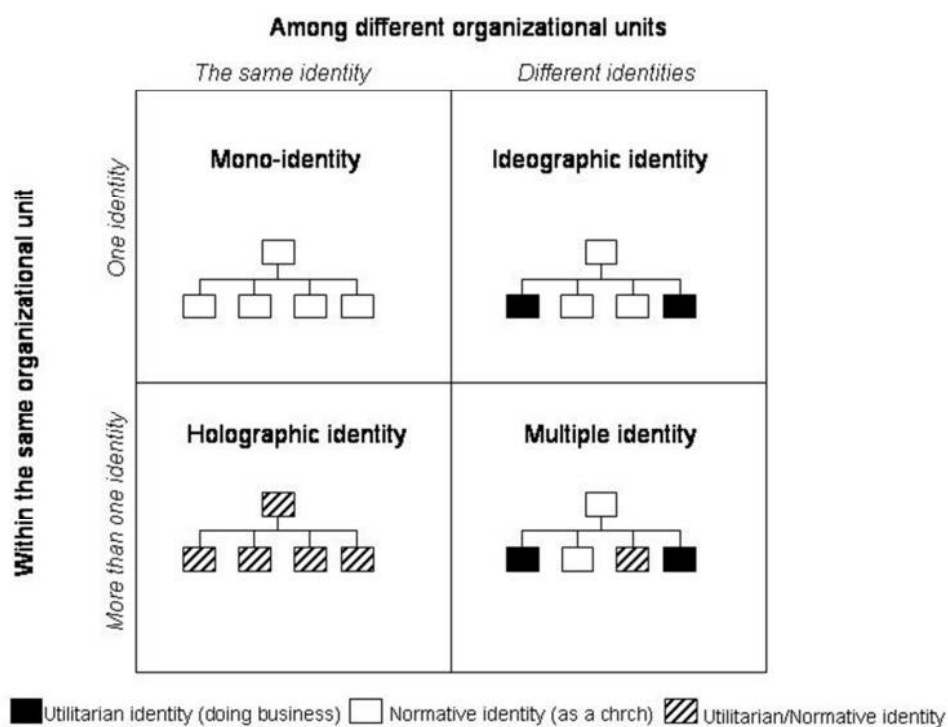 Among different organizational units
The same identity
Different identities
Within the same organizational unit
One identity
Mono-identity
Ideographic identity
More than one identity
Holographic identity
Multiple identity
Utilitarian identity (doing business)
Normative identity (as a chrch)
Utilitarian/Normative identity